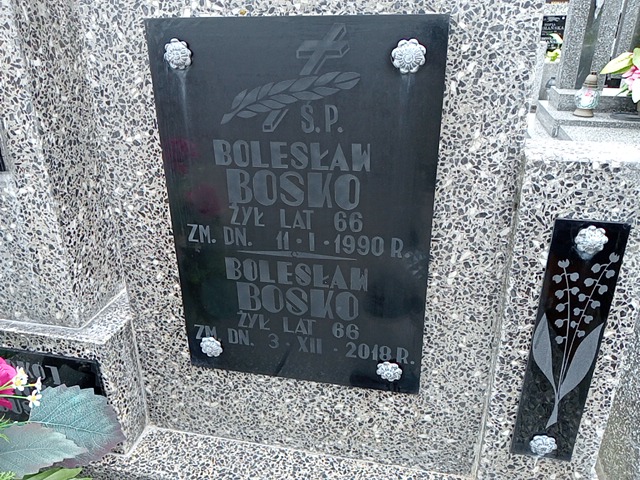 Ś.P.
BOLESŁAW
BOSKO
ŻYŁ LAT 66
ZM. DN. 11-I-1990 R.
BOLESŁAW
BOSKO
ŻYŁ LAT 66
ZM. DN. 3-XII-2018 R.